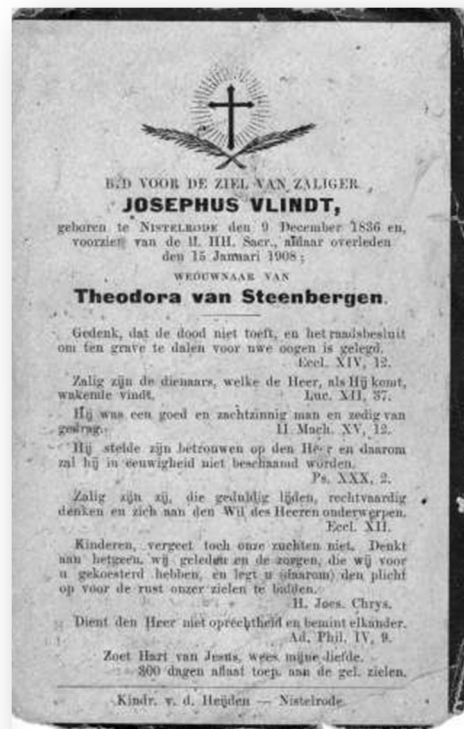 B.D VOOR DE ZIEL VAN ZALIGER
JOSEPHUS VLINDT,
geboren te NISTELRODE den 9 December 1836 en,
voorzien van de H. HH. Sacr., aldaar overleden
den 15 Januari 1908;
WEDUWNAAR VAN
Theodora van Steenbergen.
Gedenk, dat de dood niet toeft, en het raadsbesluit
om ten grave te dalen voor uwe oogen is gelegd.
Eccl. XIV, 12.
Zalig zijn de dienaars, welke de Heer, als Hij komt,
wakende vindt. Luc. XII, 37.
Hij was een goed en zachtzinnig man en zedig van
gedrag. II Mach. XV, 12.
Hij stelde zijn betrouwen op den Heer en daarom
zal hij in eeuwigheid niet beschaamd worden.
Ps. XXX, 2.
Zalig zijn zij, die geduldig lijden, rechtvaardig
denken en zich aan den Wil des Heeren onderwerpen.
Eccl. XII.
Kinderen, vergeet toch onze zuchten niet. Denkt
aan hetgeen wij geleden en de zorgen, die wij voor
u gekoesterd hebben, en legt u (daarom) den plicht
op voor de rust onzer zielen te bidden.
H. Joes. Chrys.
Dient den Heer met oprechtheid en bemint elkander.
Ad. Phil. IV, 9.
Zoet Hart van Jesus, wees mijne liefde.
300 dagen aflaat toep. aan de gel. zielen.
Kindr. v. d. Heijden — Nistelrode.